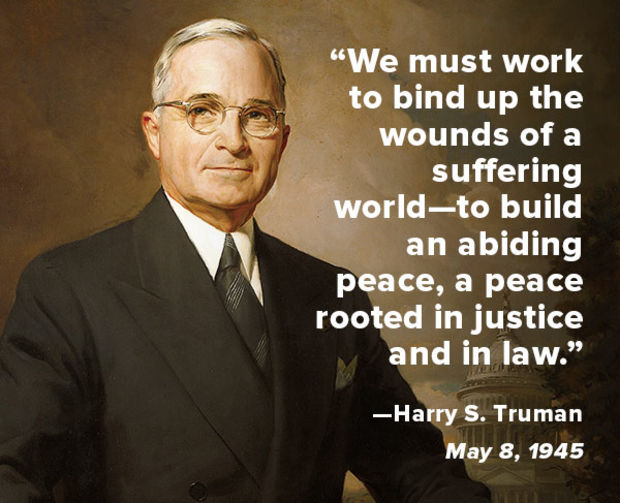 “We must work
to bind up the
wounds of a
suffering
world—to build
an abiding
peace, a peace
rooted in justice
and in law.”
—Harry S. Truman
May 8, 1945